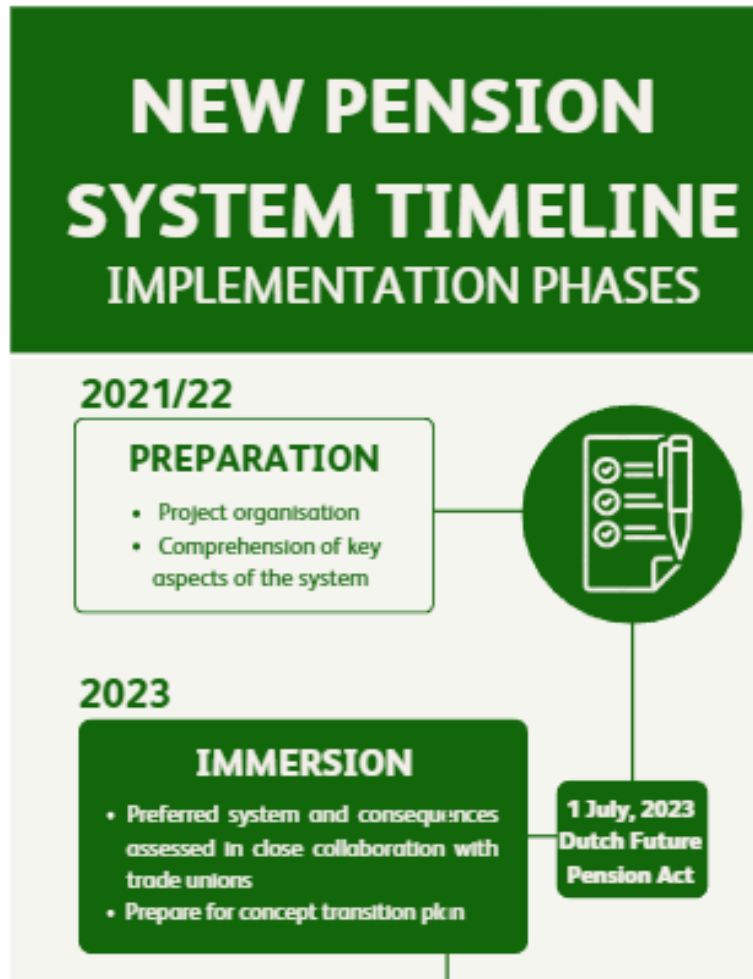 NEW PENSION
SYSTEM TIMELINE
IMPLEMENTATION PHASES
2021/22
PREPARATION
• Project organisation
• Comprehension of key
aspects of the system
2023
IMMERSION
• Preferred system and consequences
assessed in close collaboration with
trade unions
• Prepare for concept transition plan
1 July, 2023
Dutch Future
Pension Act